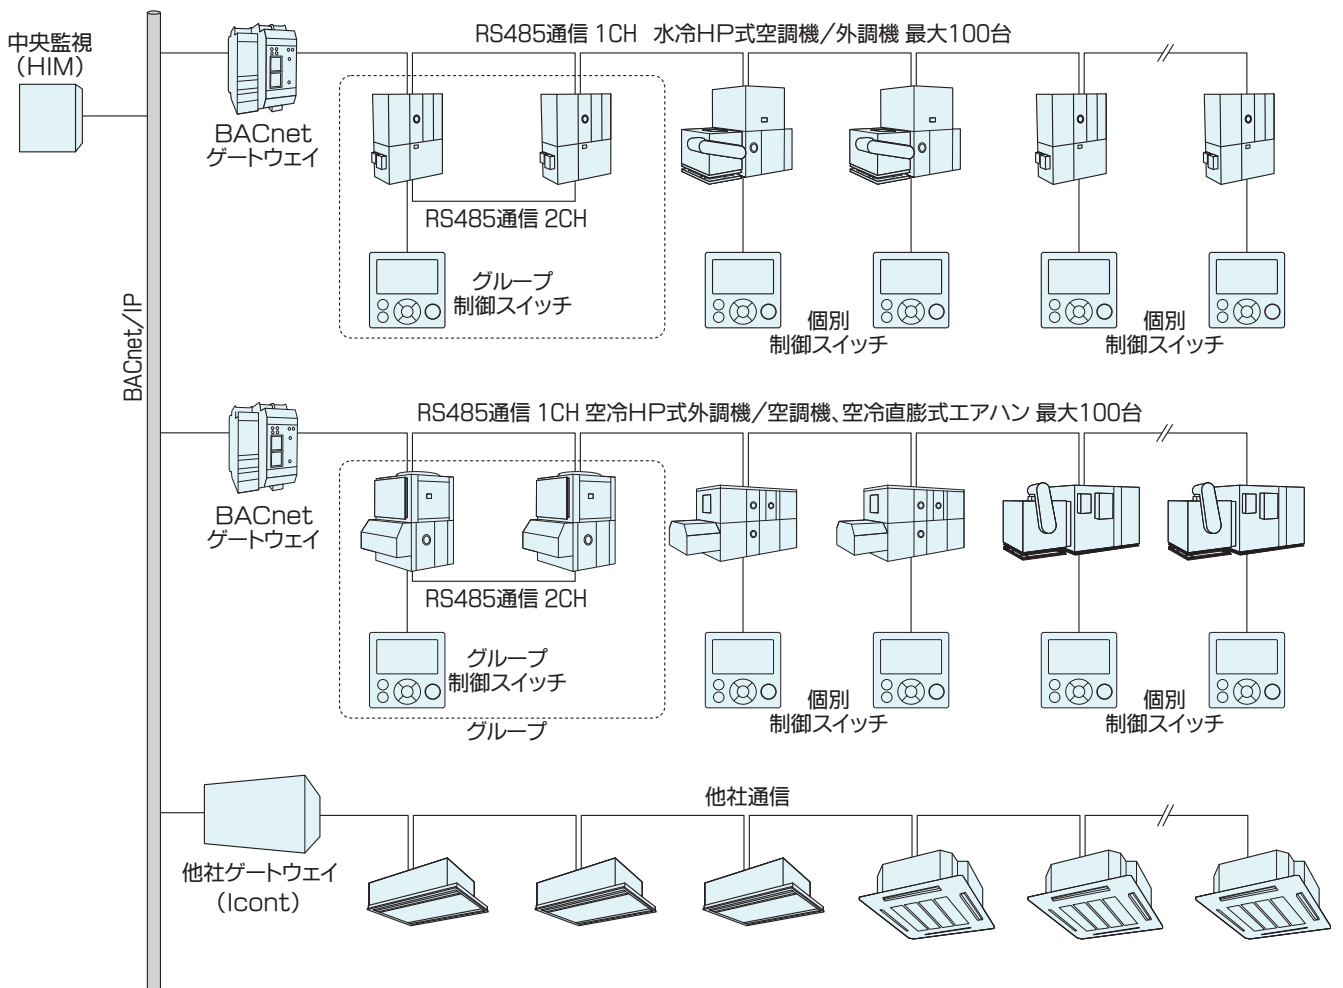 中央監視
（HIM）
BACnet/IP
BACnet
ゲートウェイ
RS485通信 1CH 水冷HP式空調機/外調機 最大100台
RS485通信 2CH
グループ
制御スイッチ
個別
制御スイッチ
個別
制御スイッチ
BACnet
ゲートウェイ
RS485通信 1CH 空冷HP式外調機/空調機、空冷直膨式エアハン 最大100台
RS485通信 2CH
グループ
制御スイッチ
グループ
個別
制御スイッチ
個別
制御スイッチ
他社ゲートウェイ
（Icont）
他社通信